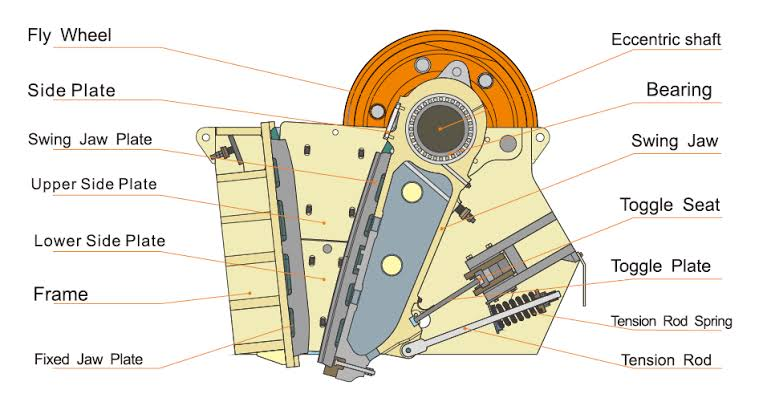 Fly Wheel
Side Plate
Swing Jaw Plate
Upper Side Plate
Lower Side Plate
Frame
Fixed Jaw Plate
Eccentric shaft
Bearing
Swing Jaw
Toggle Seat
Toggle Plate
Tension Rod Spring
Tension Rod